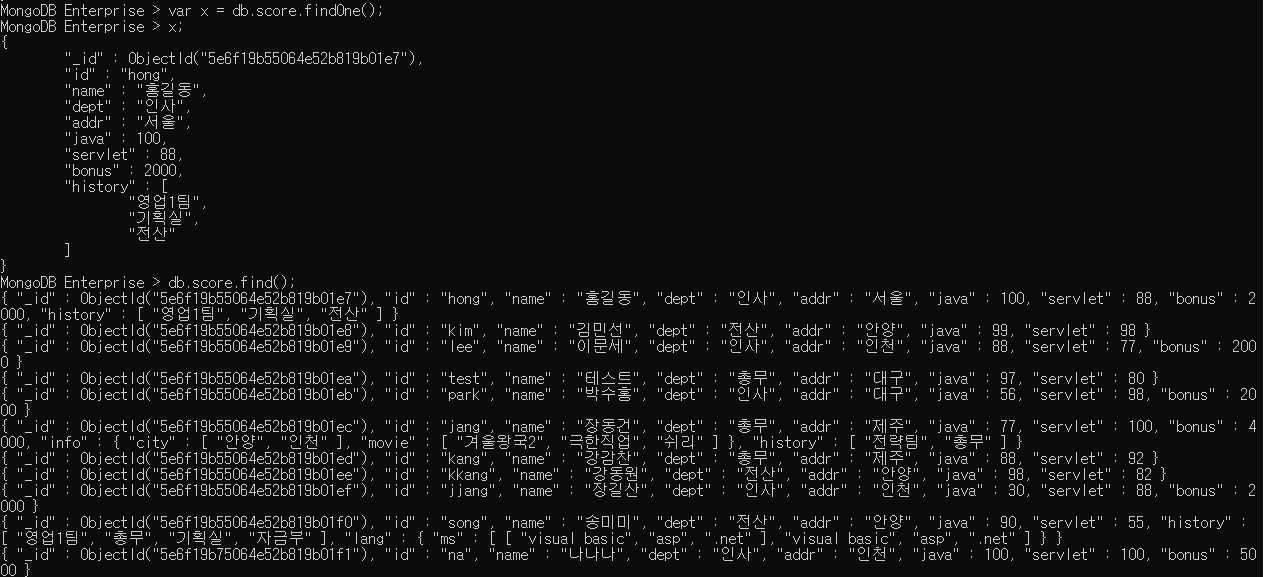 MongoDB Enterprise > var x = db.score.findOne();
MongoDB Enterprise > x;
{
        "_id" : ObjectId("5e6f19b55064e52b819b01e7"),
        "id" : "hong",
        "name" : "홍길동",
        "dept" : "인사",
        "addr" : "서울",
        "java" : 100,
        "servlet" : 88,
        "bonus" : 2000,
        "history" : [
                "영업1팀",
                "기획실",
                "전산"
        ]
}
MongoDB Enterprise > db.score.find();
{ "_id" : ObjectId("5e6f19b55064e52b819b01e7"), "id" : "hong", "name" : "홍길동", "dept" : "인사", "addr" : "서울", "java" : 100, "servlet" : 88, "bonus" : 2
000, "history" : [ "영업1팀", "기획실", "전산" ] }
{ "_id" : ObjectId("5e6f19b55064e52b819b01e8"), "id" : "kim", "name" : "김민선", "dept" : "전산", "addr" : "안양", "java" : 99, "servlet" : 98 }
{ "_id" : ObjectId("5e6f19b55064e52b819b01e9"), "id" : "lee", "name" : "이문세", "dept" : "인사", "addr" : "인천", "java" : 88, "servlet" : 77, "bonus" : 200
0 }
{ "_id" : ObjectId("5e6f19b55064e52b819b01ea"), "id" : "test", "name" : "테스트", "dept" : "총무", "addr" : "대구", "java" : 97, "servlet" : 80 }
{ "_id" : ObjectId("5e6f19b55064e52b819b01eb"), "id" : "park", "name" : "박수홍", "dept" : "인사", "addr" : "대구", "java" : 56, "servlet" : 98, "bonus" : 20
00 }
{ "_id" : ObjectId("5e6f19b55064e52b819b01ec"), "id" : "jang", "name" : "장동건", "dept" : "총무", "addr" : "제주", "java" : 77, "servlet" : 100, "bonus" : 4
000, "info" : { "city" : [ "안양", "인천" ], "movie" : [ "겨울왕국2", "극한직업", "쉬리" ] }, "history" : [ "전략팀", "총무" ] }
{ "_id" : ObjectId("5e6f19b55064e52b819b01ed"), "id" : "kang", "name" : "강감찬", "dept" : "총무", "addr" : "제주", "java" : 88, "servlet" : 92 }
{ "_id" : ObjectId("5e6f19b55064e52b819b01ee"), "id" : "kkang", "name" : "강동원", "dept" : "전산", "addr" : "안양", "java" : 98, "servlet" : 82 }
{ "_id" : ObjectId("5e6f19b55064e52b819b01ef"), "id" : "jjang", "name" : "장길산", "dept" : "인사", "addr" : "인천", "java" : 30, "servlet" : 88, "bonus" : 2
000 }
{ "_id" : ObjectId("5e6f19b55064e52b819b01f0"), "id" : "song", "name" : "송미미", "dept" : "전산", "addr" : "안양", "java" : 90, "servlet" : 55, "history" :
[ "영업1팀", "총무", "기획실", "자금부" ], "lang" : { "ms" : [ [ "visual basic", "asp", ".net" ], "visual basic", "asp", ".net" ] } }
{ "_id" : ObjectId("5e6f19b75064e52b819b01f1"), "id" : "na", "name" : "나나나", "dept" : "인사", "addr" : "인천", "java" : 100, "servlet" : 100, "bonus" : 50
00 }